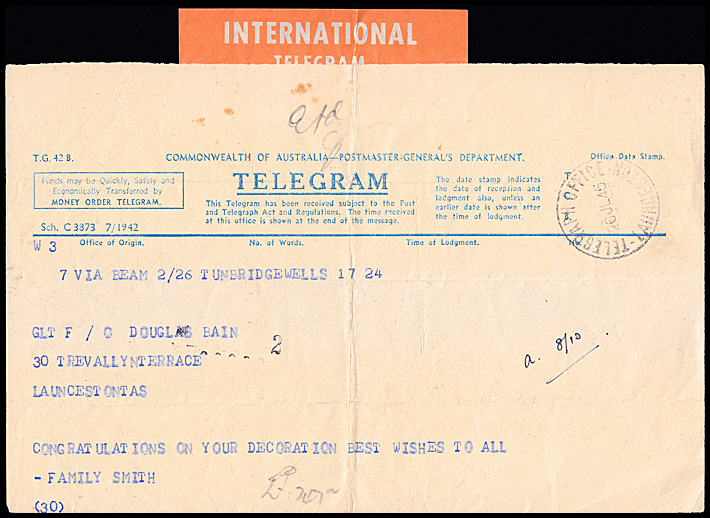 INTERNATIONAL
TELEGRAM
T.G. 42 B.
COMMONWEALTH OF AUSTRALIA—POSTMASTER-GENERAL'S DEPARTMENT.
Office Date Stamp.
Funds may be Quickly, Safely and
Economically Transferred by
MONEY ORDER TELEGRAM.
TELEGRAM
This Telegram has been received subject to the Post
and Telegraph Act and Regulations. The time received
at this office is shown at the end of the message.
The date stamp indicates
the date of reception and
lodgment also, unless an
earlier date is shown after
the time of lodgment.
TELEGRAPH OFFICE
Sch. C3873 7/1942
W 3 Office of Origin. No. of Words. Time of Lodgment.
7 VIA BEAM 2/26 TUNBRIDGEWELLS 17 24
GLT F / O DOUGLAS BAIN
2
30 TREVALLYNTERRACE
a. 8/10
LAUNCESTONTAS
CONGRATULATIONS ON YOUR DECORATION BEST WISHES TO ALL
- FAMILY SMITH
(30)